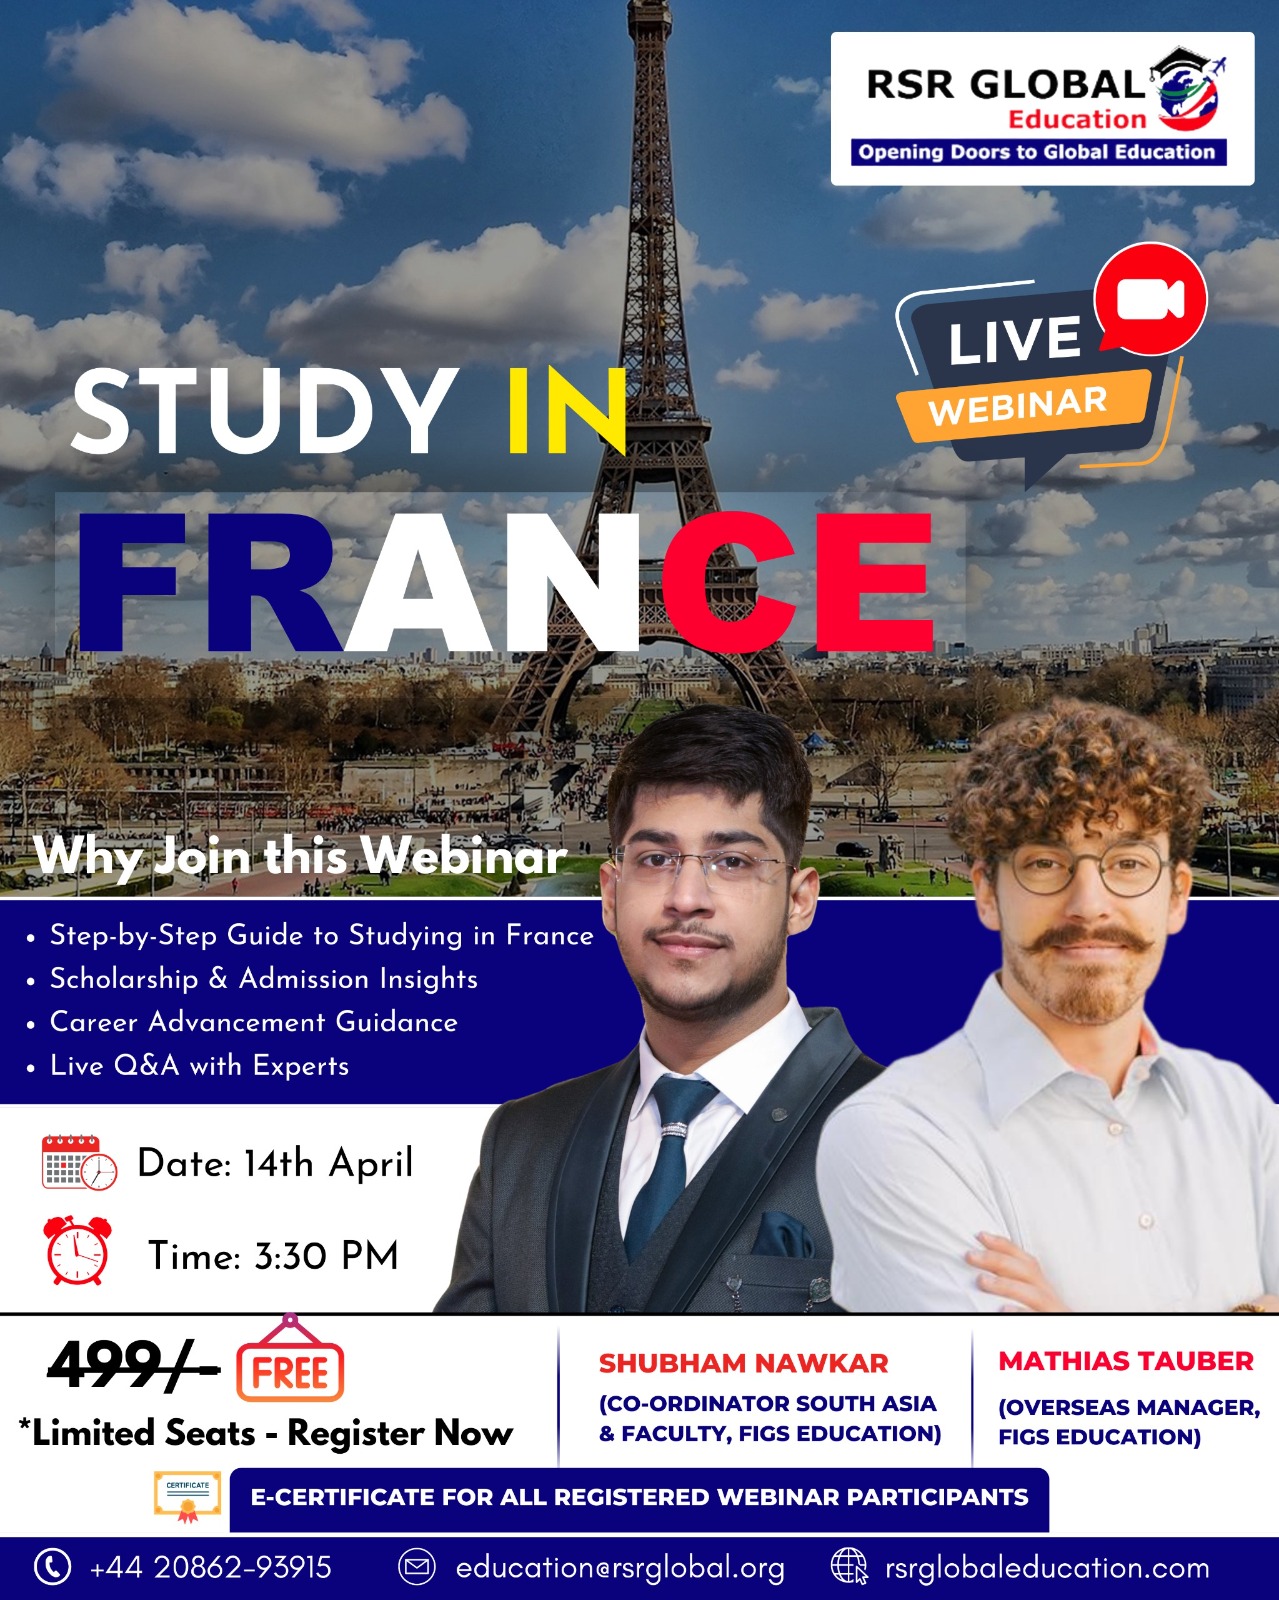 RSR GLOBAL
Education
Opening Doors to Global Education
LIVE
WEBINAR
STUDY IN
FRANCE
Why Join this Webinar
• Step-by-Step Guide to Studying in France
• Scholarship & Admission Insights
• Career Advancement Guidance
• Live Q&A with Experts
Date: 14th April
Time: 3:30 PM
499/-
FREE
*Limited Seats - Register Now
SHUBHAM NAWKAR
(CO-ORDINATOR SOUTH ASIA
& FACULTY, FIGS EDUCATION)
MATHIAS TAUBER
(OVERSEAS MANAGER,
FIGS EDUCATION)
CERTIFICATE
E-CERTIFICATE FOR ALL REGISTERED WEBINAR PARTICIPANTS
+44 20862-93915
education@rsrglobal.org
rsrglobaleducation.com